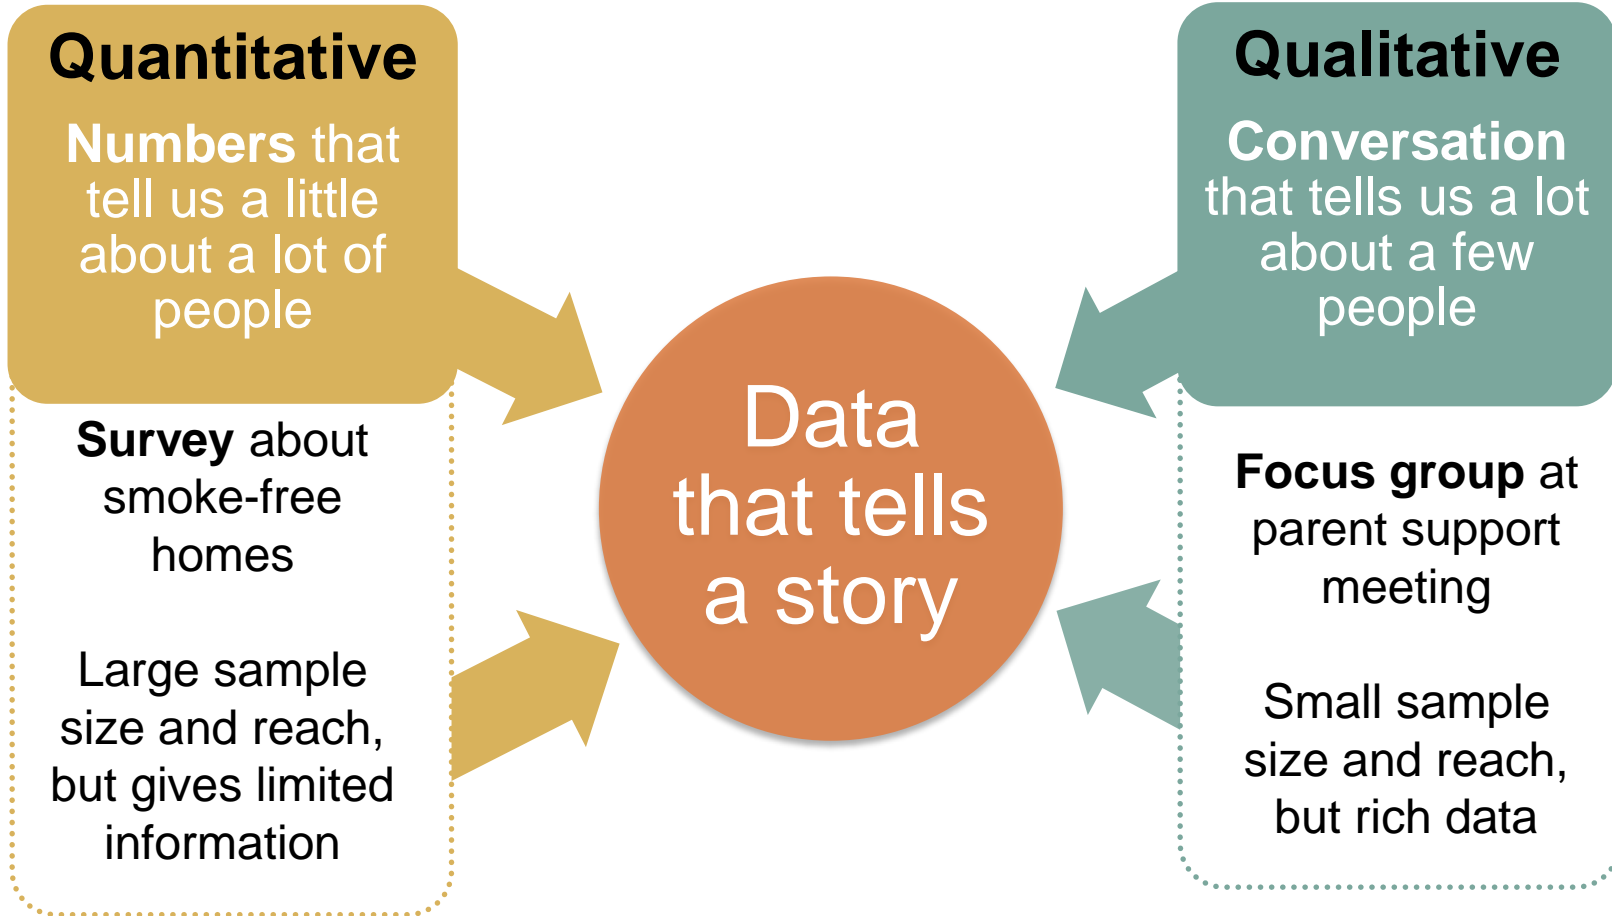 Quantitative
Numbers that
tell us a little
about a lot of
people
Survey about
smoke-free
homes
Large sample
size and reach,
but gives limited
information
Data
that tells
a story
Qualitative
Conversation
that tells us a lot
about a few
people
Focus group at
parent support
meeting
Small sample
size and reach,
but rich data